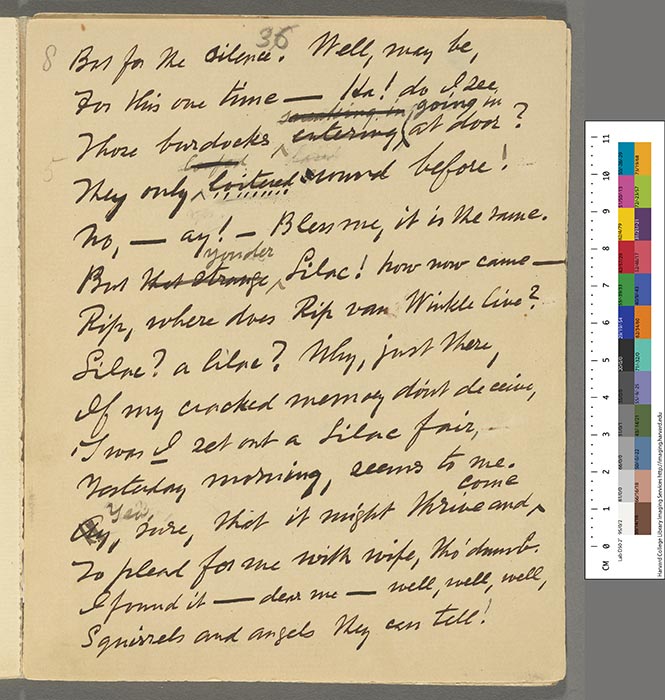 36
8 But for the silence. Well, may be,
For this one time — Ha! do I see
speaking in going in
Those burdocks entering at door?
They only loitered round before!
No, — ay! — Bless me, it is the same.
yonder
But that strange Lilac! how now came —
Rip, where does Rip van Winkle live?
Lilac? a lilac? Why, just there,
If my cracked memory don't deceive,
'Twas I set out a Lilac fair, —
Yesterday morning, seems to me.
Yea, come
Ay, sure, that it might thrive and
To plead for me with wife, tho' dumb.
I found it — dear me — well, well, well,
Squirrels and angels they can tell!
CM 0 1 2 3 4 5 6 7 8 9 10 11
Harvard College Library Imaging Services http://imaging.harvard.edu